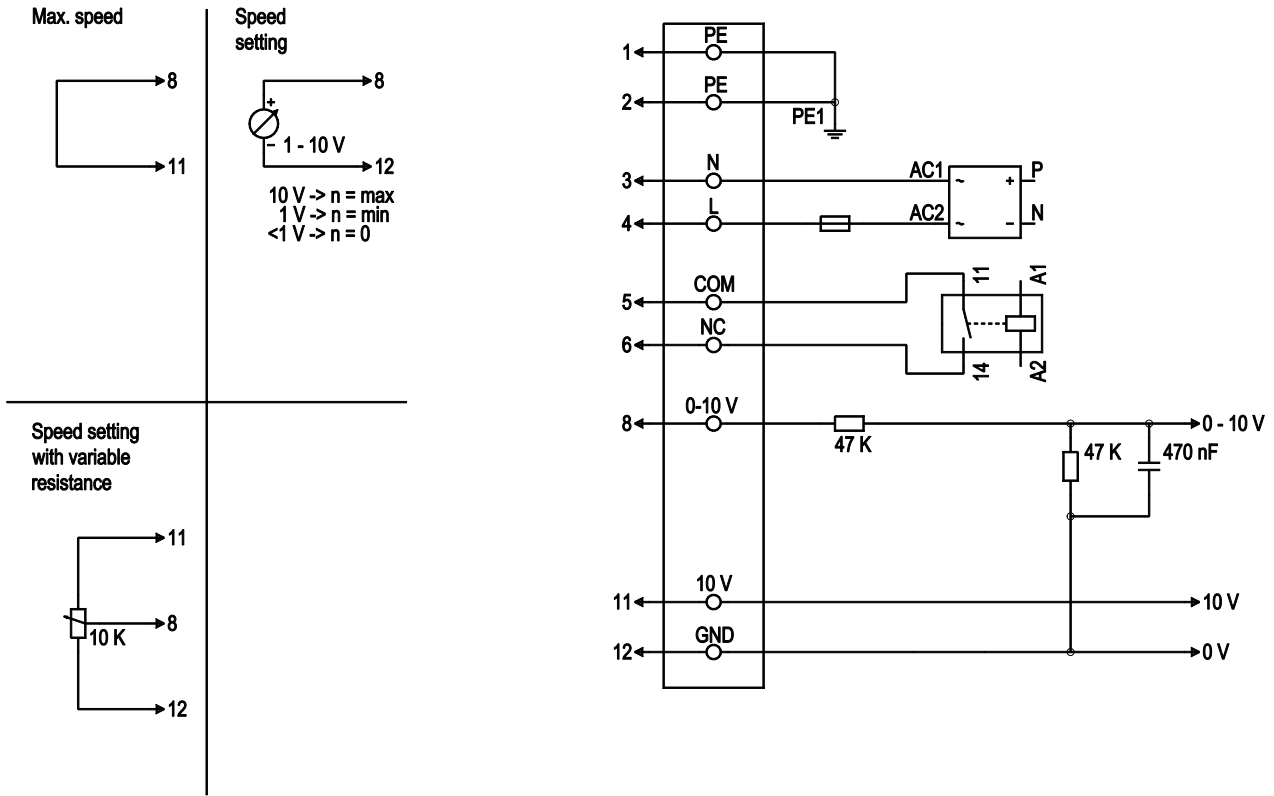 Max. speed
8
11
Speed
setting
8
+
−
1 - 10 V
12
10 V -> n = max
1 V -> n = min
<1 V -> n = 0
Speed setting
with variable
resistance
11
8
10 K
12
PE
1
PE
2
PE1
N
3
AC1
~
+
P
L
4
AC2
~
−
N
COM
5
11
A1
NC
6
14
A2
0-10 V
8
47 K
47 K
470 nF
0 - 10 V
10 V
11
10 V
GND
12
0 V